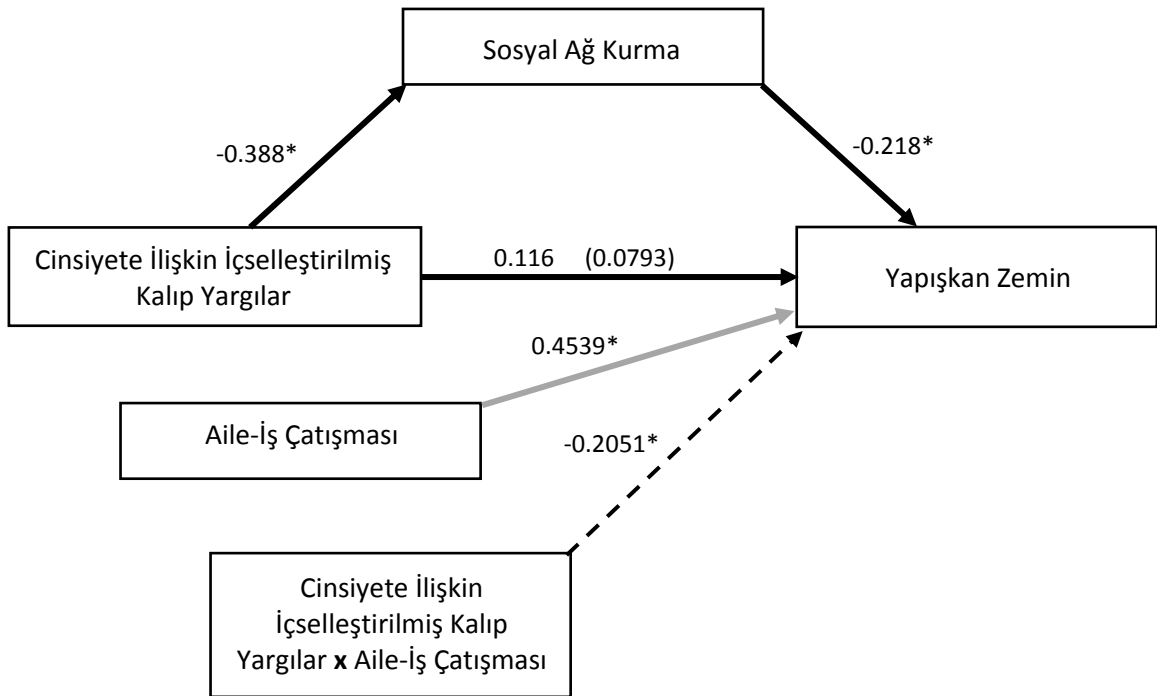 Sosyal Ağ Kurma
-0.388*
-0.218*
Cinsiyete İlişkin İçselleştirilmiş
Kalıp Yargılar
0.116 (0.0793)
Yapışkan Zemin
0.4539*
Aile-İş Çatışması
-0.2051*
Cinsiyete İlişkin
İçselleştirilmiş Kalıp
Yargılar x Aile-İş Çatışması